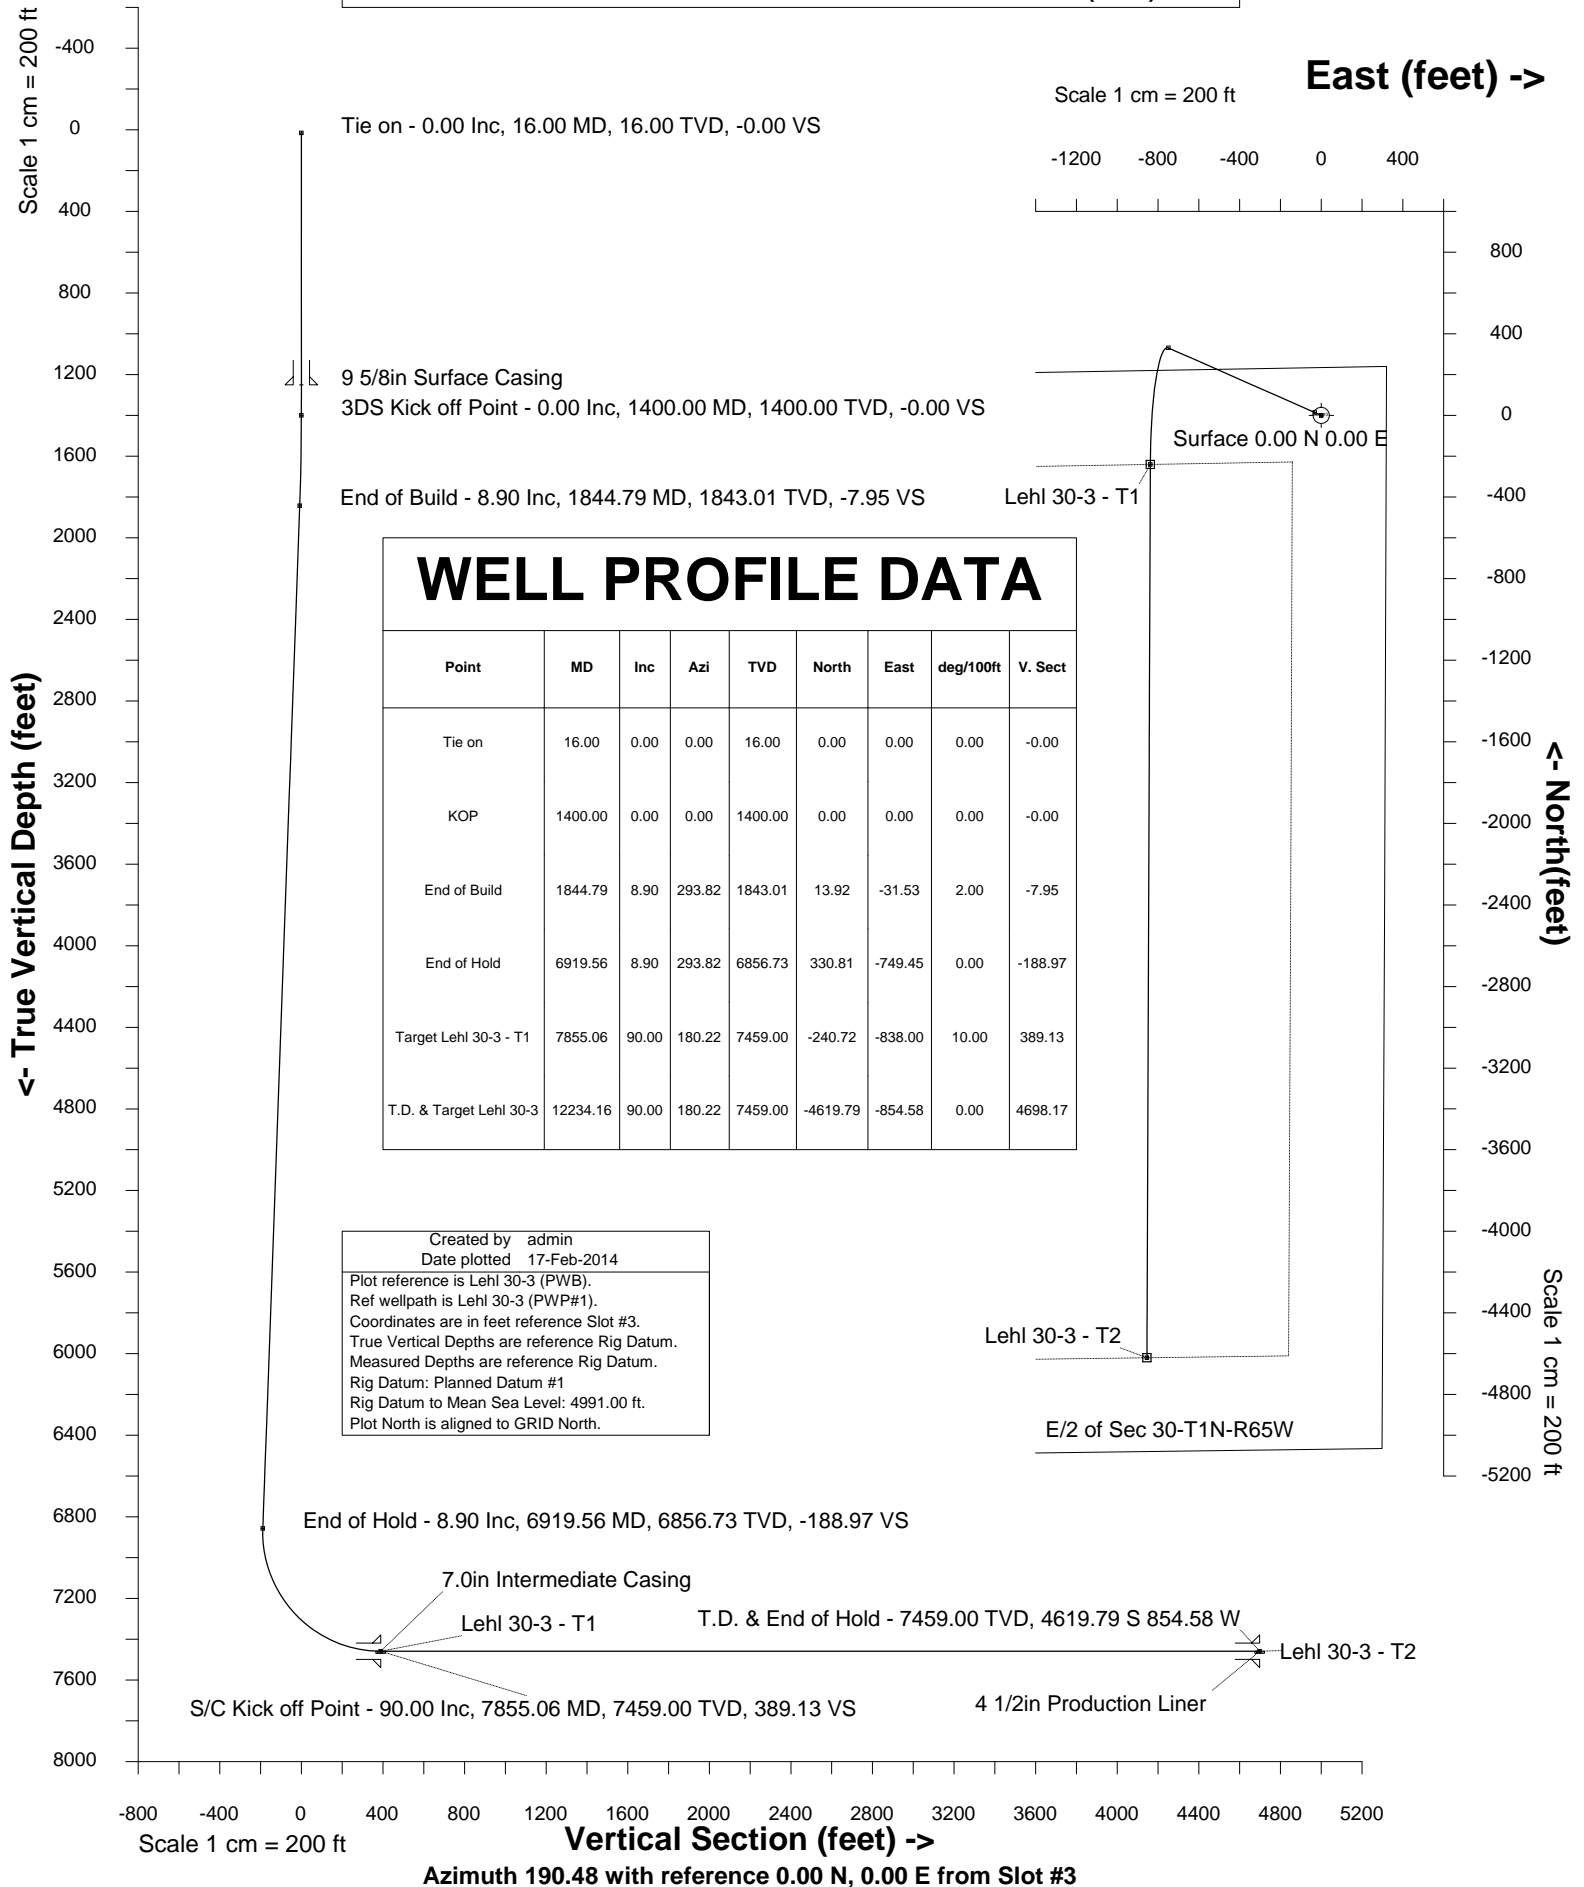 Scale 1 cm = 200 ft
East (feet) ->
Scale 1 cm = 200 ft
-1200 -800 -400 0 400
-400
0
400
800
1200
1600
2000
2400
2800
3200
3600
4000
4400
4800
5200
5600
6000
6400
6800
7200
7600
8000
<- True Vertical Depth (feet)
Tie on - 0.00 Inc, 16.00 MD, 16.00 TVD, -0.00 VS
9 5/8in Surface Casing
3DS Kick off Point - 0.00 Inc, 1400.00 MD, 1400.00 TVD, -0.00 VS
End of Build - 8.90 Inc, 1844.79 MD, 1843.01 TVD, -7.95 VS
WELL PROFILE DATA
Point MD Inc Azi TVD North East deg/100ft V. Sect
Tie on 16.00 0.00 0.00 16.00 0.00 0.00 0.00 -0.00
KOP 1400.00 0.00 0.00 1400.00 0.00 0.00 0.00 -0.00
End of Build 1844.79 8.90 293.82 1843.01 13.92 -31.53 2.00 -7.95
End of Hold 6919.56 8.90 293.82 6856.73 330.81 -749.45 0.00 -188.97
Target Lehl 30-3 - T1 7855.06 90.00 180.22 7459.00 -240.72 -838.00 10.00 389.13
T.D. & Target Lehl 30-3 12234.16 90.00 180.22 7459.00 -4619.79 -854.58 0.00 4698.17
Surface 0.00 N 0.00 E
Lehl 30-3 - T1
Lehl 30-3 - T2
E/2 of Sec 30-T1N-R65W
800
400
0
-400
-800
-1200
-1600
-2000
-2400
-2800
-3200
-3600
-4000
-4400
-4800
-5200
<- North(feet)
Scale 1 cm = 200 ft
Created by admin
Date plotted 17-Feb-2014
Plot reference is Lehl 30-3 (PWB).
Ref wellpath is Lehl 30-3 (PWP#1).
Coordinates are in feet reference Slot #3.
True Vertical Depths are reference Rig Datum.
Measured Depths are reference Rig Datum.
Rig Datum: Planned Datum #1
Rig Datum to Mean Sea Level: 4991.00 ft.
Plot North is aligned to GRID North.
End of Hold - 8.90 Inc, 6919.56 MD, 6856.73 TVD, -188.97 VS
7.0in Intermediate Casing
Lehl 30-3 - T1
T.D. & End of Hold - 7459.00 TVD, 4619.79 S 854.58 W
Lehl 30-3 - T2
S/C Kick off Point - 90.00 Inc, 7855.06 MD, 7459.00 TVD, 389.13 VS
4 1/2in Production Liner
-800 -400 0 400 800 1200 1600 2000 2400 2800 3200 3600 4000 4400 4800 5200
Scale 1 cm = 200 ft
Vertical Section (feet) ->
Azimuth 190.48 with reference 0.00 N, 0.00 E from Slot #3